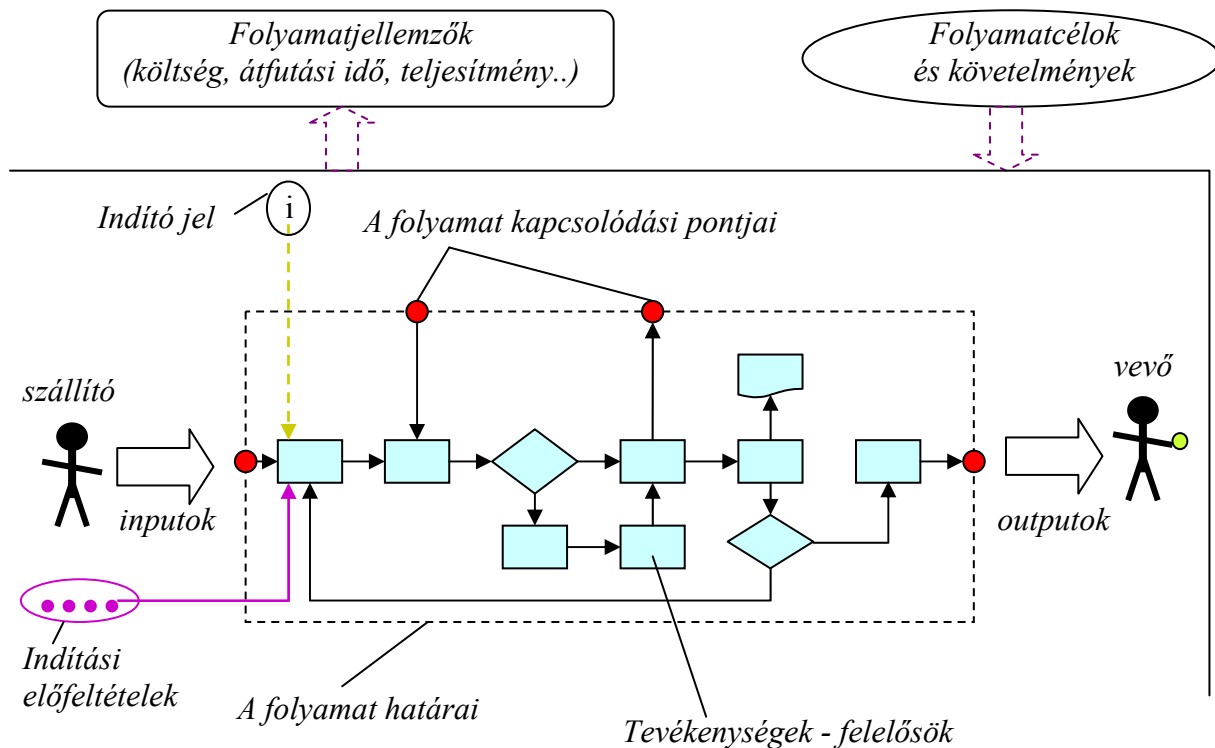 Folyamatjellemzők
(költség, átfutási idő, teljesítmény..)
Folyamatcélok
és követelmények
Indító jel
i
A folyamat kapcsolódási pontjai
szállító
vevő
inputok
outputok
Indítási
előfeltételek
A folyamat határai
Tevékenységek - felelősök